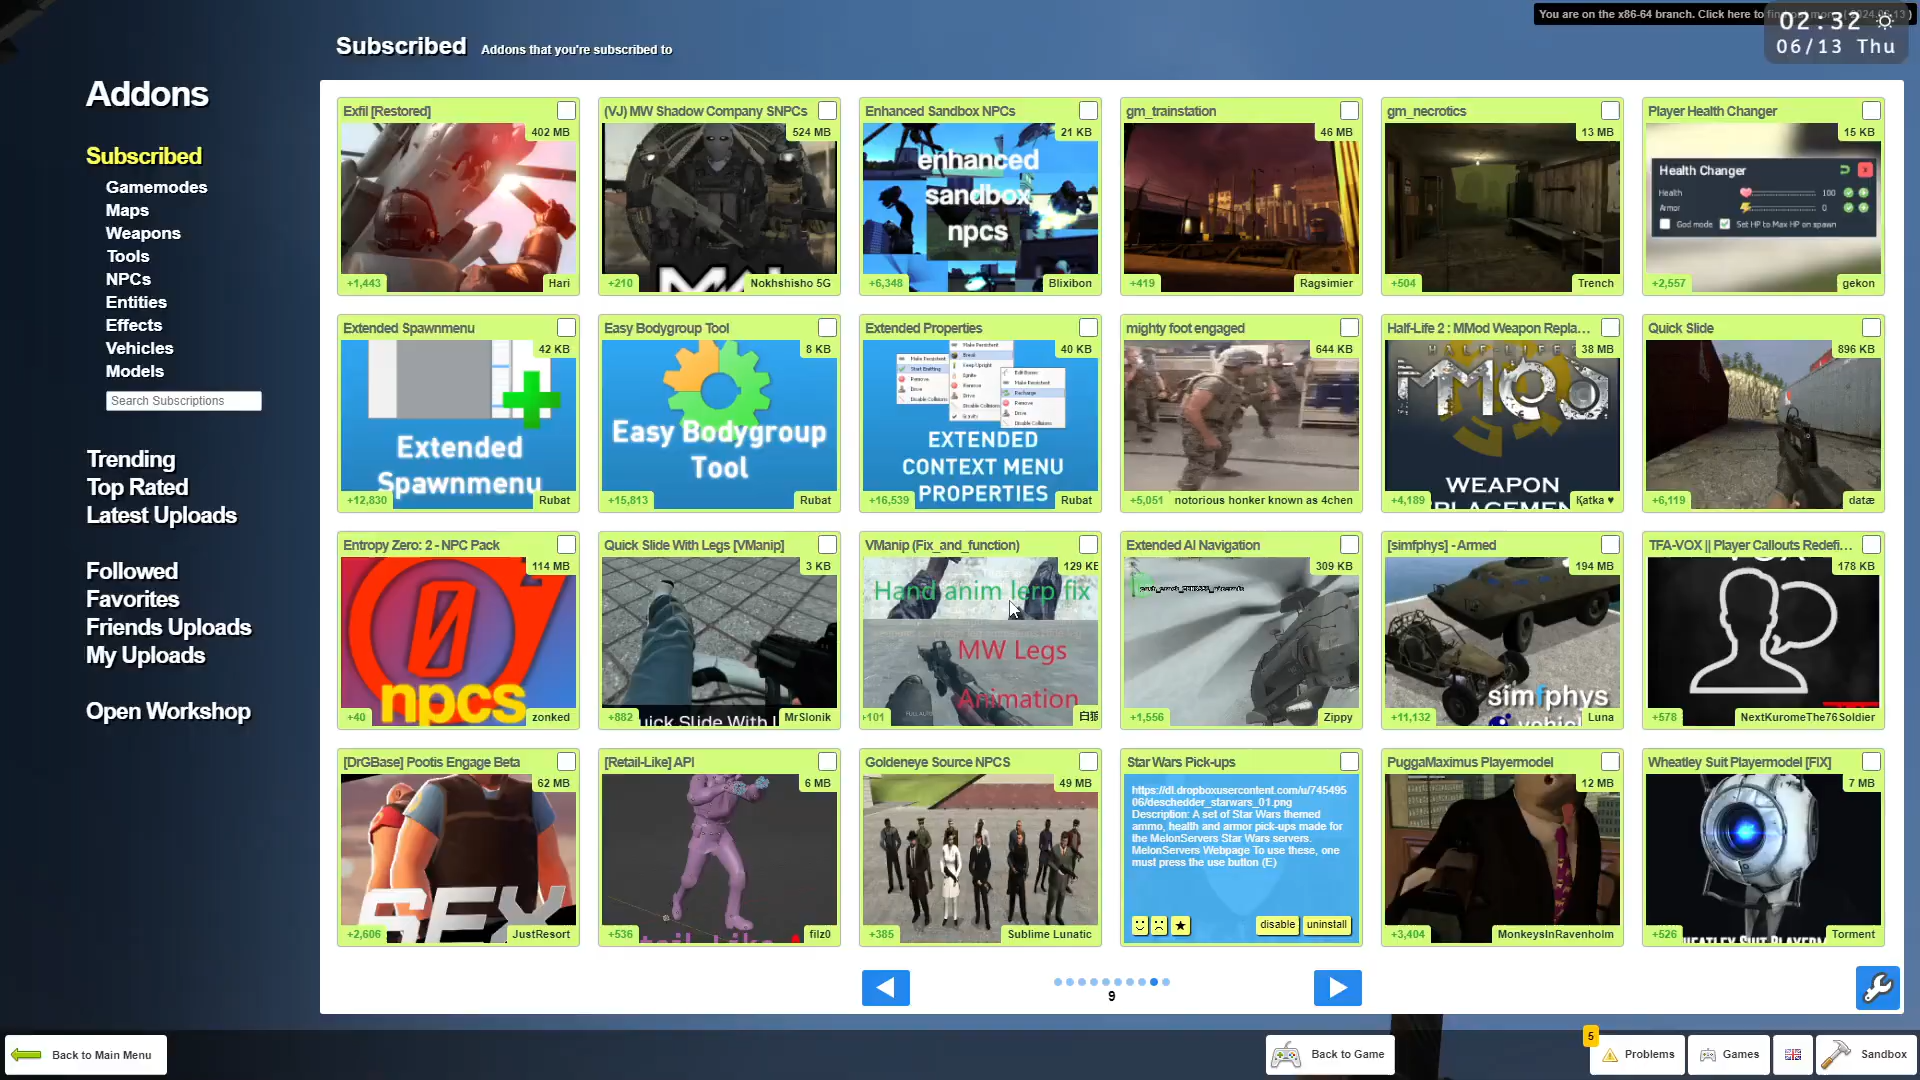 You are on the x86-64 branch. Click here to
02:32
06/13 Thu
Subscribed
Addons that you're subscribed to
Addons
Subscribed
Gamemodes
Maps
Weapons
Tools
NPCs
Entities
Effects
Vehicles
Models
Search Subscriptions
Trending
Top Rated
Latest Uploads
Followed
Favorites
Friends Uploads
My Uploads
Open Workshop
Exfil [Restored]
402 MB
+1,443
Hari
(VJ) MW Shadow Company SNPCs
524 MB
+210
Nokhshisho 5G
Enhanced Sandbox NPCs
21 KB
enhanced
sandbox
npcs
+6,348
Blixibon
gm_trainstation
46 MB
+419
Ragsimier
gm_necrotics
13 MB
+504
Trench
Player Health Changer
15 KB
Health Changer
Health
100
Armor
0
God mode
Set HP to Max HP on spawn
+2,557
gekon
Extended Spawnmenu
42 KB
Extended
Spawnmenu
+12,830
Rubat
Easy Bodygroup Tool
8 KB
Easy Bodygroup
Tool
+15,813
Rubat
Extended Properties
40 KB
EXTENDED
CONTEXT MENU
PROPERTIES
+16,539
Rubat
mighty foot engaged
644 KB
+5,051
notorious honker known as 4chen
Half-Life 2 : MMod Weapon Repla...
38 MB
HALF-LIFE
MMOD
WEAPON
+4,189
Ƙatka ♥
Quick Slide
896 KB
+6,119
datæ
Entropy Zero: 2 - NPC Pack
114 MB
npcs
+40
zonked
Quick Slide With Legs [VManip]
3 KB
+882
MrSlonik
VManip (Fix_and_function)
129 KB
Hand anim lerp fix
MW Legs
Animation
+101
白狼
Extended AI Navigation
309 KB
+1,556
Zippy
[simfphys] - Armed
194 MB
simfphys
+11,132
Luna
TFA-VOX || Player Callouts Redefi...
178 KB
+578
NextKuromeThe76Soldier
[DrGBase] Pootis Engage Beta
62 MB
+2,606
JustResort
[Retail-Like] API
6 MB
+536
filz0
Goldeneye Source NPCS
49 MB
+385
Sublime Lunatic
Star Wars Pick-ups
https://dl.dropboxusercontent.com/u/745495
06/deschedder_starwars_01.png
Description: A set of Star Wars themed
ammo, health and armor pick-ups made for
the MelonServers Star Wars servers.
MelonServers Webpage To use these, one
must press the use button (E)
disable
uninstall
PuggaMaximus Playermodel
12 MB
+3,404
MonkeysInRavenholm
Wheatley Suit Playermodel [FIX]
7 MB
+526
Torment
9
Back to Main Menu
Back to Game
5
Problems
Games
Sandbox